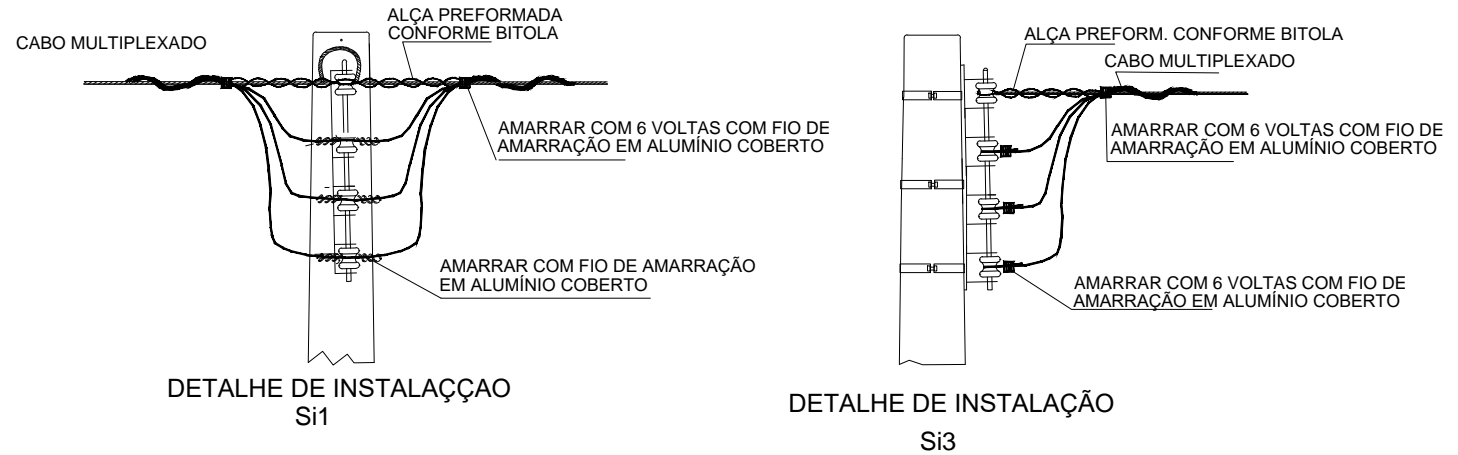 CABO MULTIPLEXADO
ALÇA PREFORMADA
CONFORME BITOLA
AMARRAR COM 6 VOLTAS COM FIO DE
AMARRAÇÃO EM ALUMÍNIO COBERTO
AMARRAR COM FIO DE AMARRAÇÃO
EM ALUMÍNIO COBERTO
DETALHE DE INSTALAÇÇAO
Si1
ALÇA PREFORM. CONFORME BITOLA
CABO MULTIPLEXADO
AMARRAR COM 6 VOLTAS COM FIO DE
AMARRAÇÃO EM ALUMÍNIO COBERTO
AMARRAR COM 6 VOLTAS COM FIO DE
AMARRAÇÃO EM ALUMÍNIO COBERTO
DETALHE DE INSTALAÇÃO
Si3